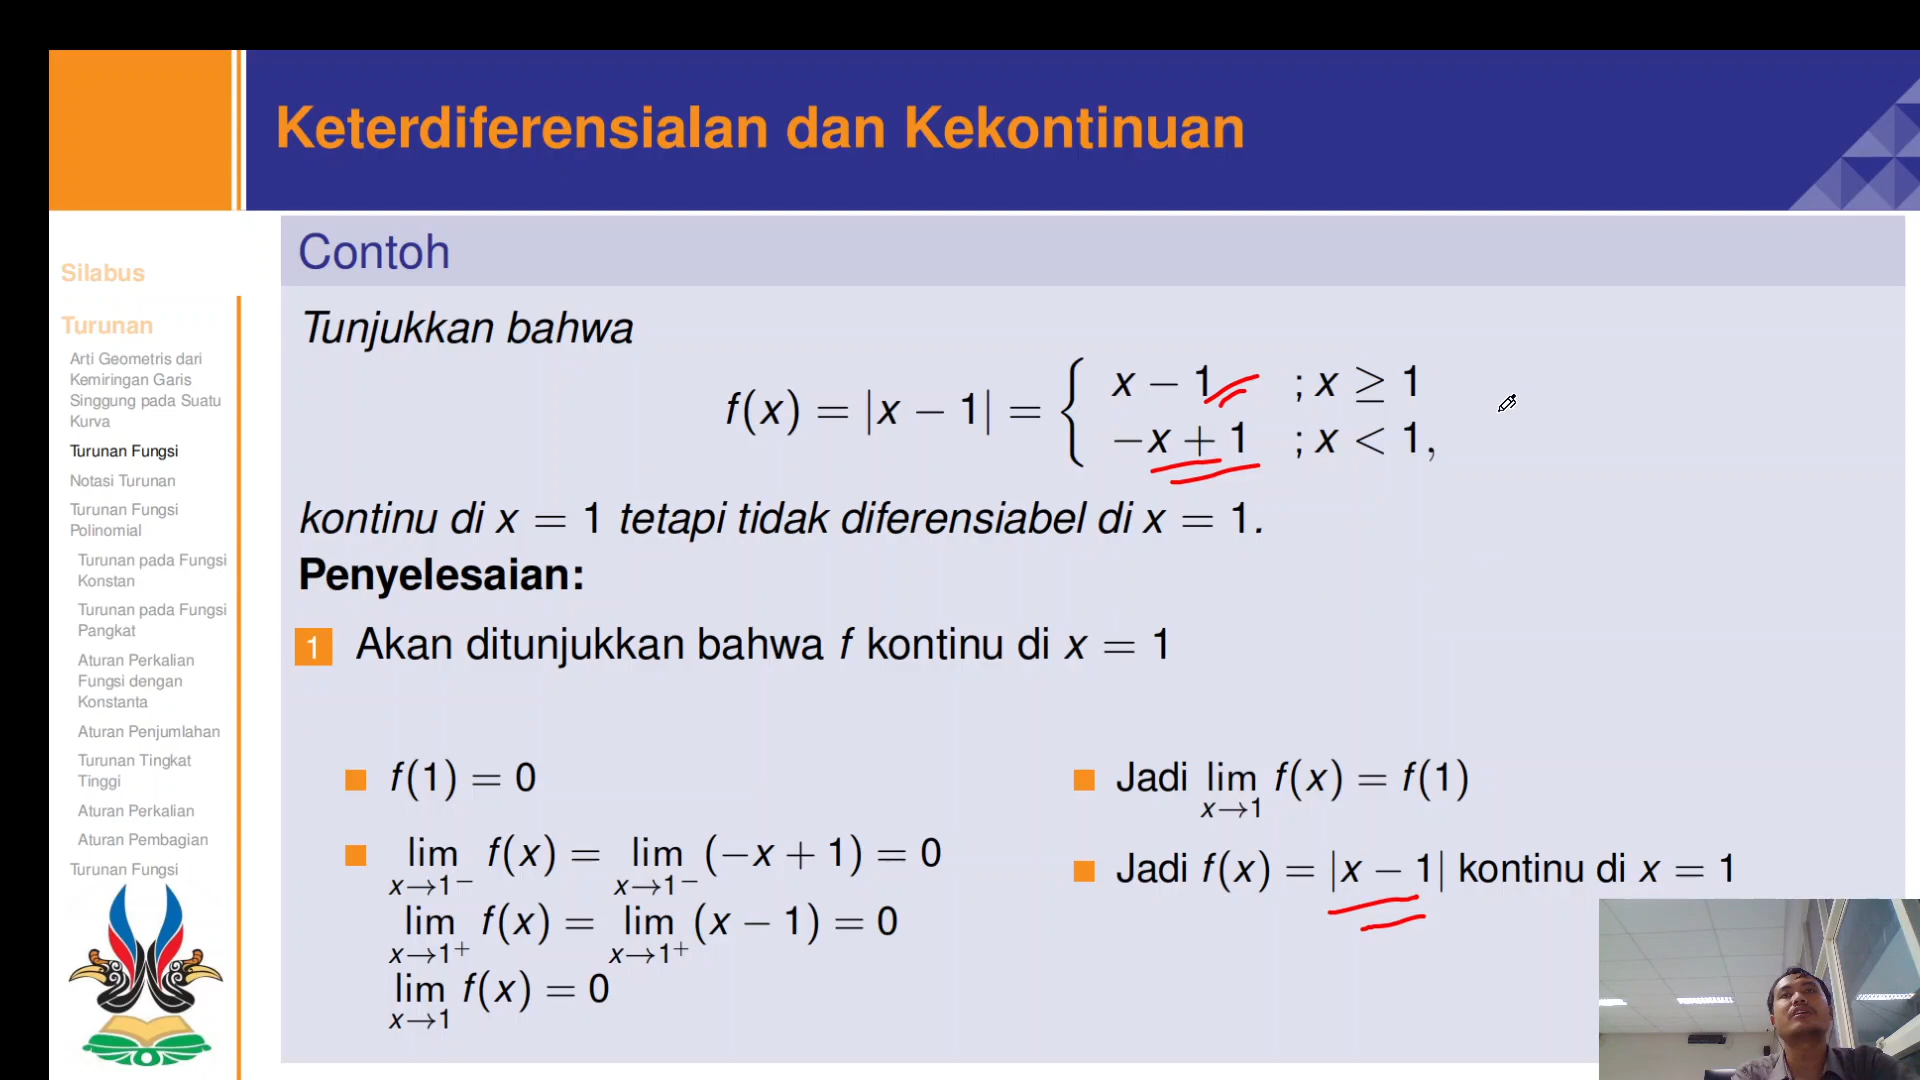 Keterdiferensialan dan Kekontinuan
Silabus
Turunan
Arti Geometris dari
Kemiringan Garis
Singgung pada Suatu
Kurva
Turunan Fungsi
Notasi Turunan
Turunan Fungsi
Polinomial
Turunan pada Fungsi
Konstan
Turunan pada Fungsi
Pangkat
Aturan Perkalian
Fungsi dengan
Konstanta
Aturan Penjumlahan
Turunan Tingkat
Tinggi
Aturan Perkalian
Aturan Pembagian
Turunan Fungsi
Contoh
Tunjukkan bahwa
f(x) = |x − 1| = { x − 1 ; x ≥ 1
−x + 1 ; x < 1,
kontinu di x = 1 tetapi tidak diferensiabel di x = 1.
Penyelesaian:
1 Akan ditunjukkan bahwa f kontinu di x = 1
f(1) = 0
lim x→1− f(x) = lim x→1− (−x + 1) = 0
lim x→1+ f(x) = lim x→1+ (x − 1) = 0
lim x→1 f(x) = 0
Jadi lim x→1 f(x) = f(1)
Jadi f(x) = |x − 1| kontinu di x = 1